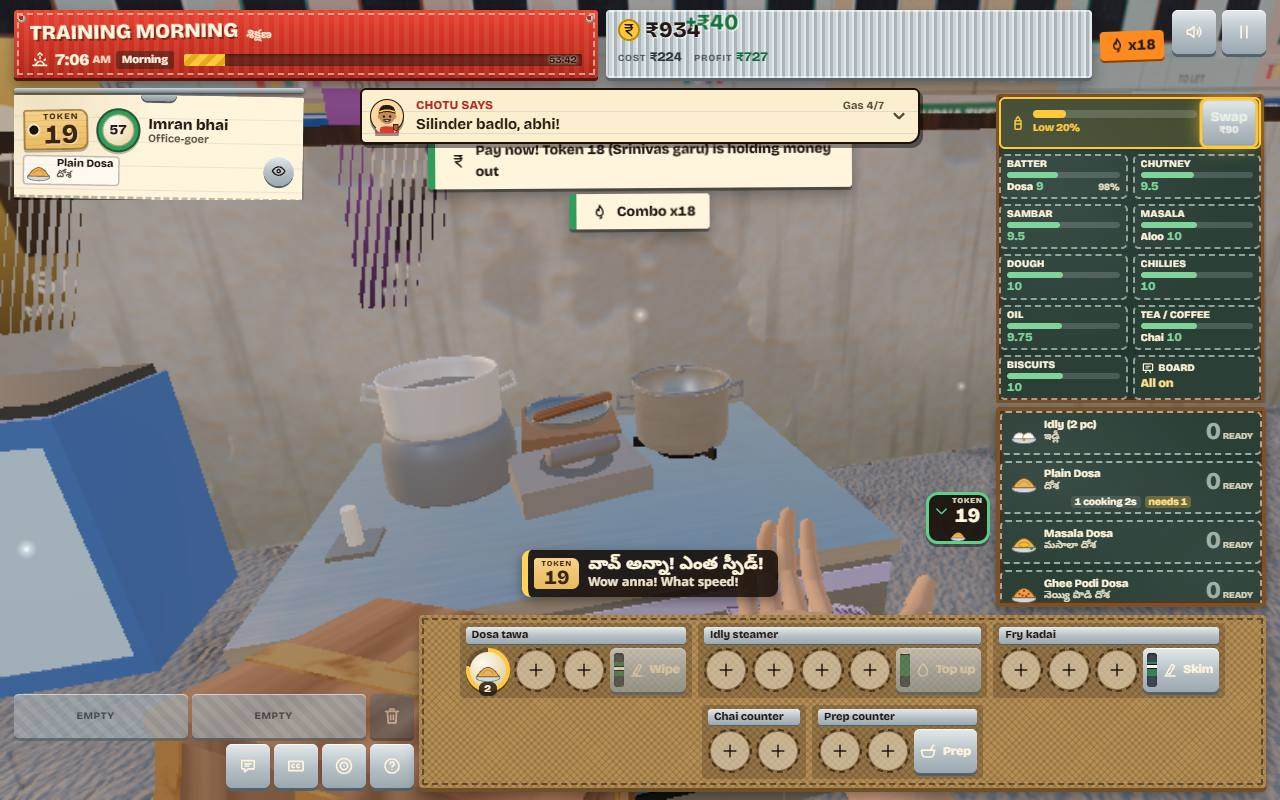 TRAINING MORNING శిక్షణ
7:06 AM Morning 53:42
TOKEN
19
57
Imran bhai
Office-goer
Plain Dosa
దోశ
₹934
+₹40
COST ₹224 PROFIT ₹727
x18
TO LET
CHOTU SAYS
Silinder badlo, abhi!
Gas 4/7
Pay now! Token 18 (Srinivas garu) is holding money
out
Combo x18
Low 20%
Swap
₹90
BATTER
Dosa 9 98%
CHUTNEY
9.5
SAMBAR
9.5
MASALA
Aloo 10
DOUGH
10
CHILLIES
10
OIL
9.75
TEA / COFFEE
Chai 10
BISCUITS
10
BOARD
All on
Idly (2 pc)
ఇడ్లీ
0 READY
Plain Dosa
దోశ
0 READY
1 cooking 2s needs 1
Masala Dosa
మసాలా దోశ
0 READY
Ghee Podi Dosa
నెయ్యి పొడి దోశ
0 READY
TOKEN
19
TOKEN
19
వావ్ అన్నా! ఎంత స్పీడ్!
Wow anna! What speed!
Dosa tawa
2
Wipe
Idly steamer
Top up
Fry kadai
Skim
Chai counter
Prep counter
Prep
EMPTY
EMPTY
CC